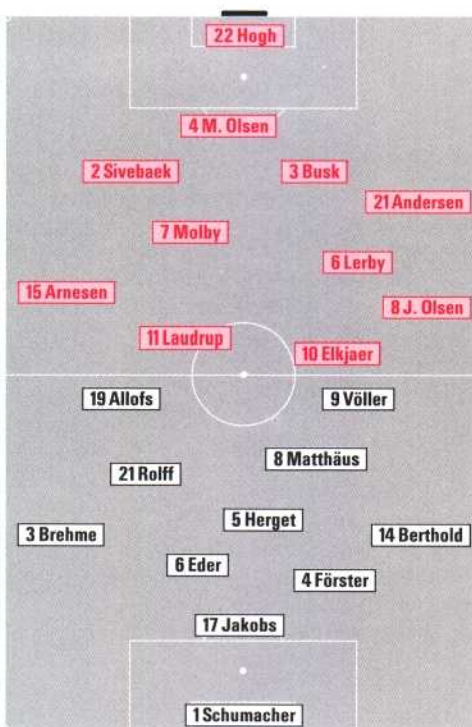 22 Hogh
4 M. Olsen
2 Sivebaek
3 Busk
21 Andersen
7 Molby
6 Lerby
15 Arnesen
8 J. Olsen
11 Laudrup
10 Elkjaer
19 Allofs
9 Völler
8 Matthäus
21 Rolff
5 Herget
3 Brehme
14 Berthold
6 Eder
4 Förster
17 Jakobs
1 Schumacher